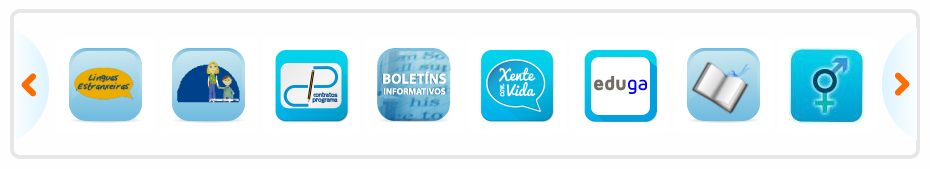 Linguas
Estranxeiras
contratos
programa
BOLETÍNS
INFORMATIVOS
Xente
con
Vida
eduga